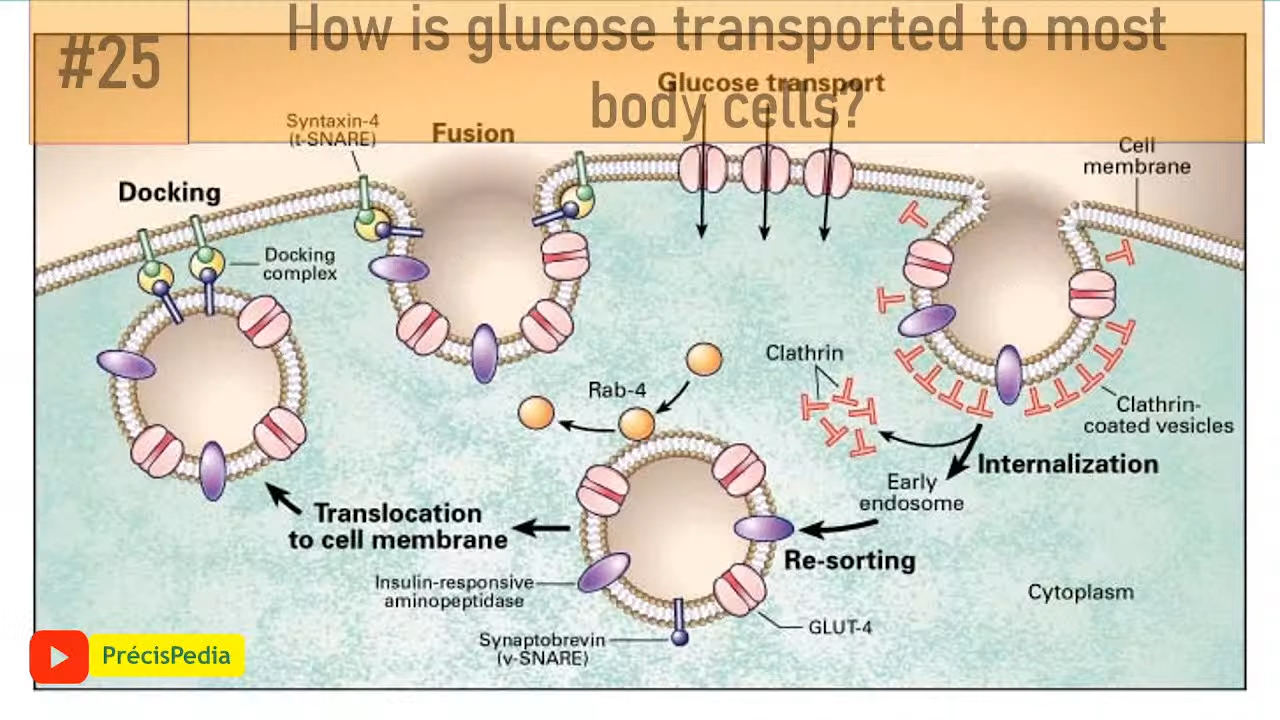 #25
How is glucose transported to most
body cells?
Glucose transport
Syntaxin-4
(t-SNARE)
Fusion
Cell
membrane
Docking
Docking
complex
Clathrin
Rab-4
Clathrin-
coated vesicles
Internalization
Early
endosome
Translocation
to cell membrane
Re-sorting
Insulin-responsive
aminopeptidase
Cytoplasm
GLUT-4
Synaptobrevin
(v-SNARE)
PrécisPedia